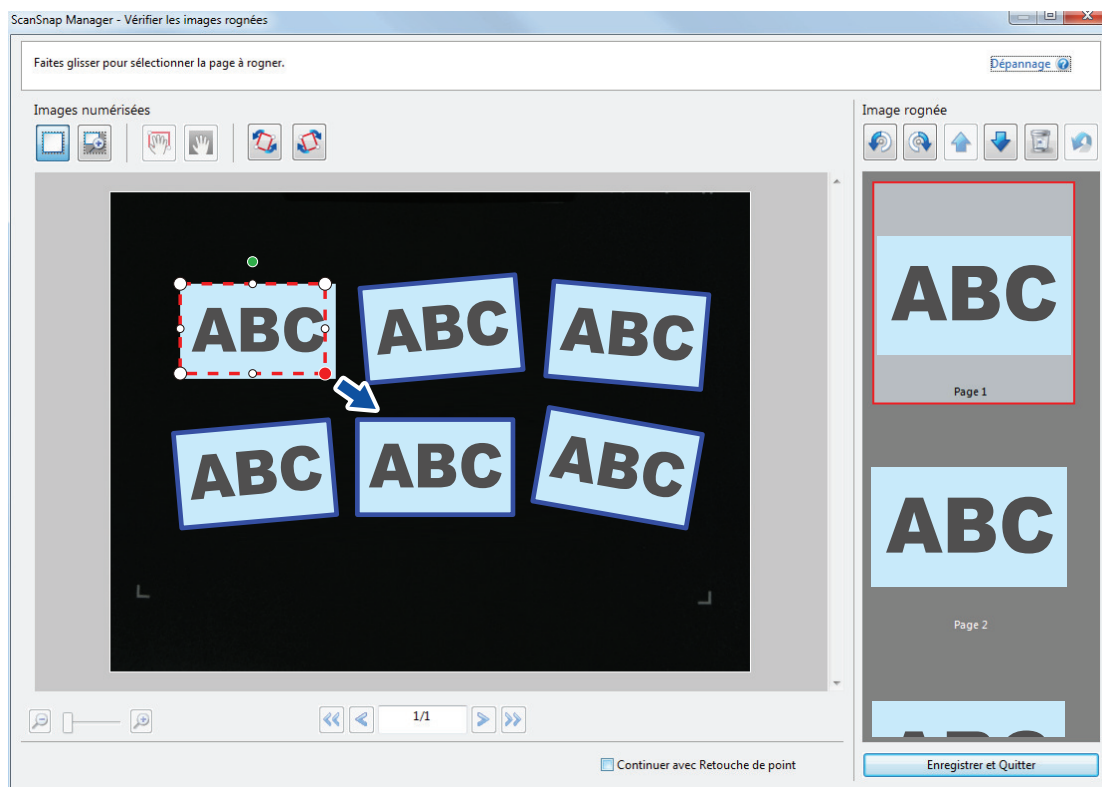 ScanSnap Manager - Vérifier les images rognées
Faites glisser pour sélectionner la page à rogner.
Dépannage
Images numérisées
ABC
ABC
ABC
ABC
ABC
ABC
1/1
Continuer avec Retouche de point
Image rognée
ABC
Page 1
ABC
Page 2
Enregistrer et Quitter